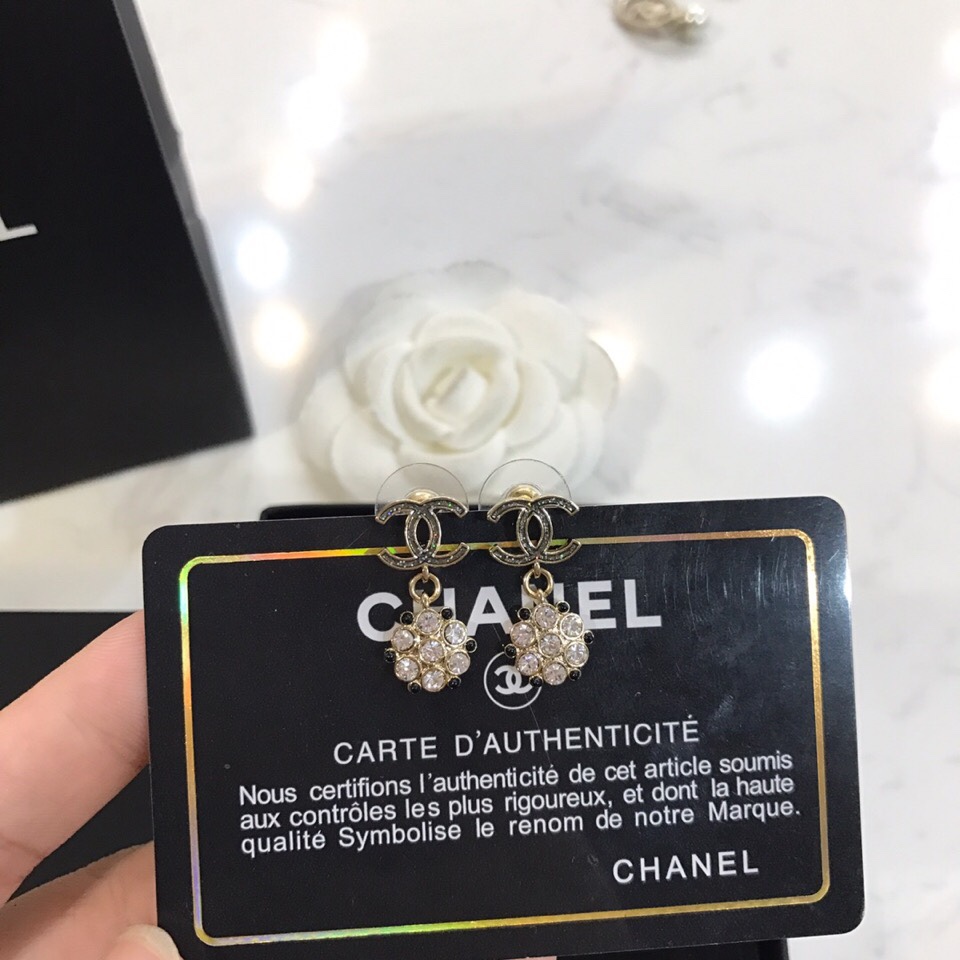 L
CHANEL
CARTE D'AUTHENTICITÉ
Nous certifions l'authenticité de cet article soumis
aux contrôles les plus rigoureux, et dont la haute
qualité Symbolise le renom de notre Marque.
CHANEL